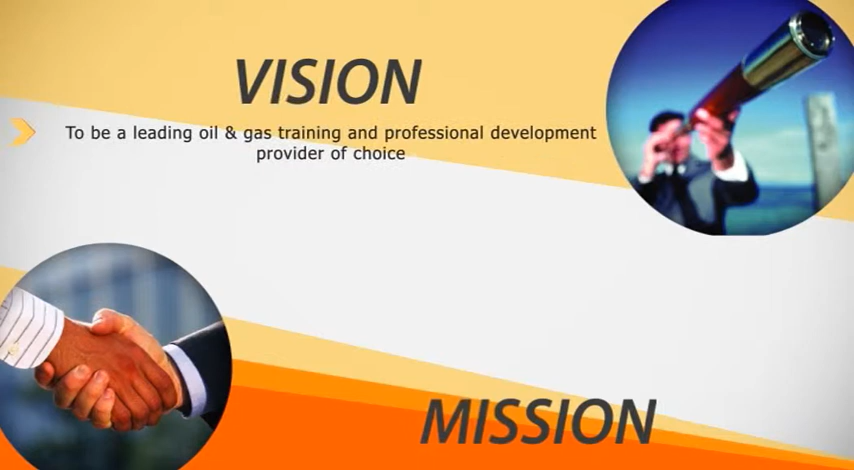 VISION
To be a leading oil & gas training and professional development
provider of choice
MISSION